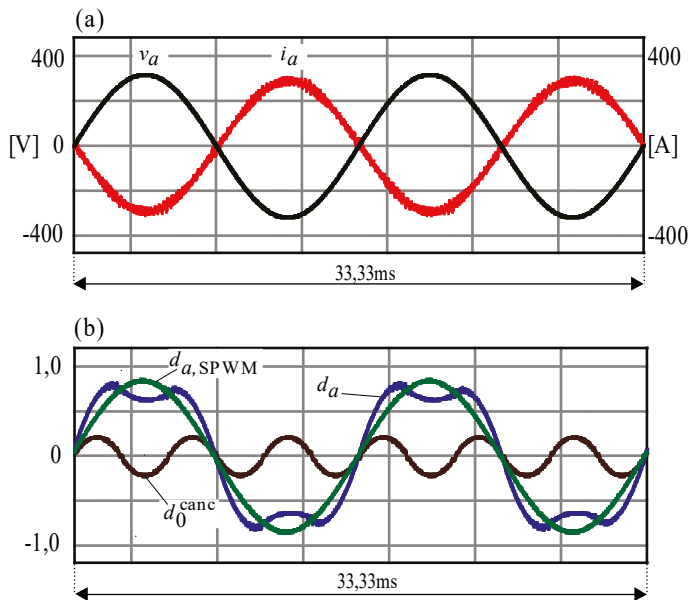 (a)
400 v_a i_a 400
[V] 0 [A]
-400 -400
33,33ms
(b)
1,0 d_a,SPWM d_a
0
d_0^canc
-1,0
33,33ms